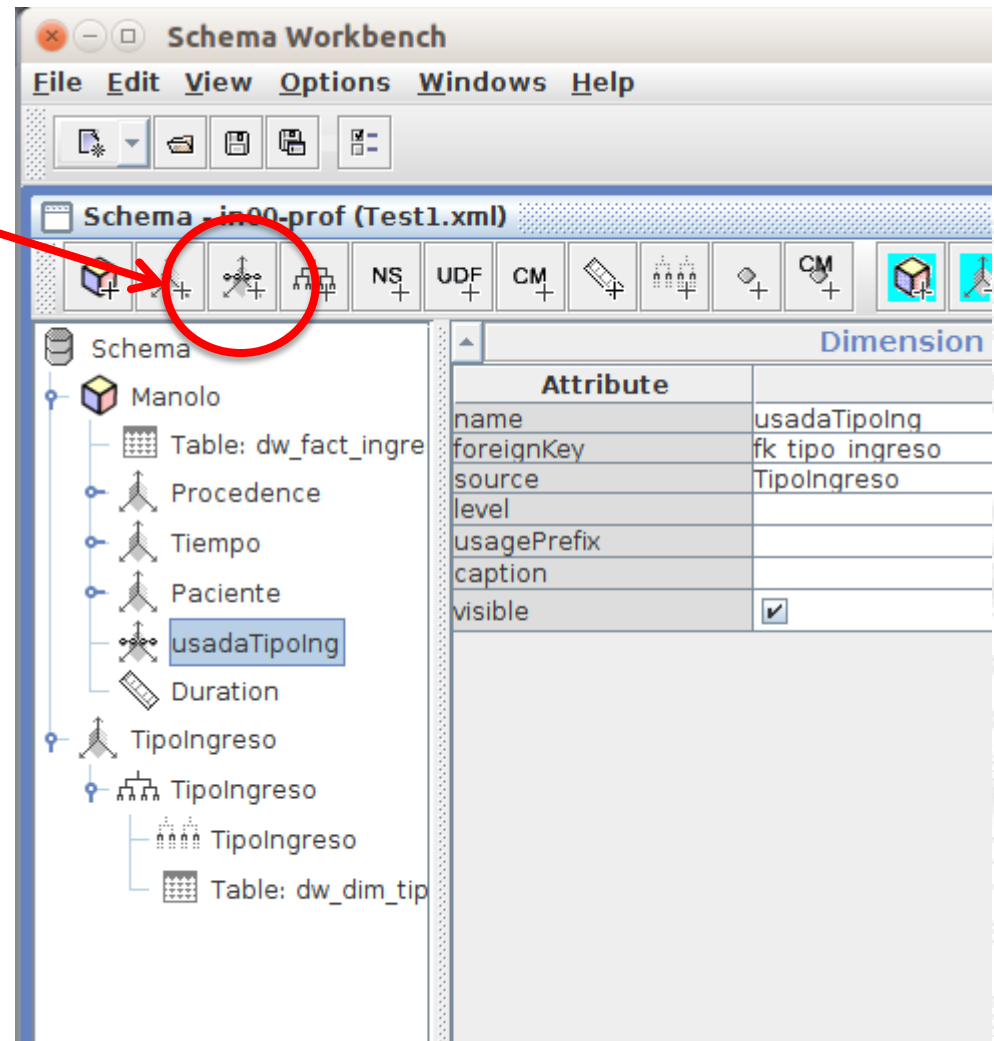 Schema Workbench
File Edit View Options Windows Help
Schema - in00-prof (Test1.xml)
NS UDF CM CM
Schema
Manolo
Table: dw_fact_ingre
Procedence
Tiempo
Paciente
usadaTipoIng
Duration
TipoIngreso
TipoIngreso
TipoIngreso
Table: dw_dim_tip
Dimension
Attribute
name usadaTipoIng
foreignKey fk_tipo_ingreso
source TipoIngreso
level
usagePrefix
caption
visible